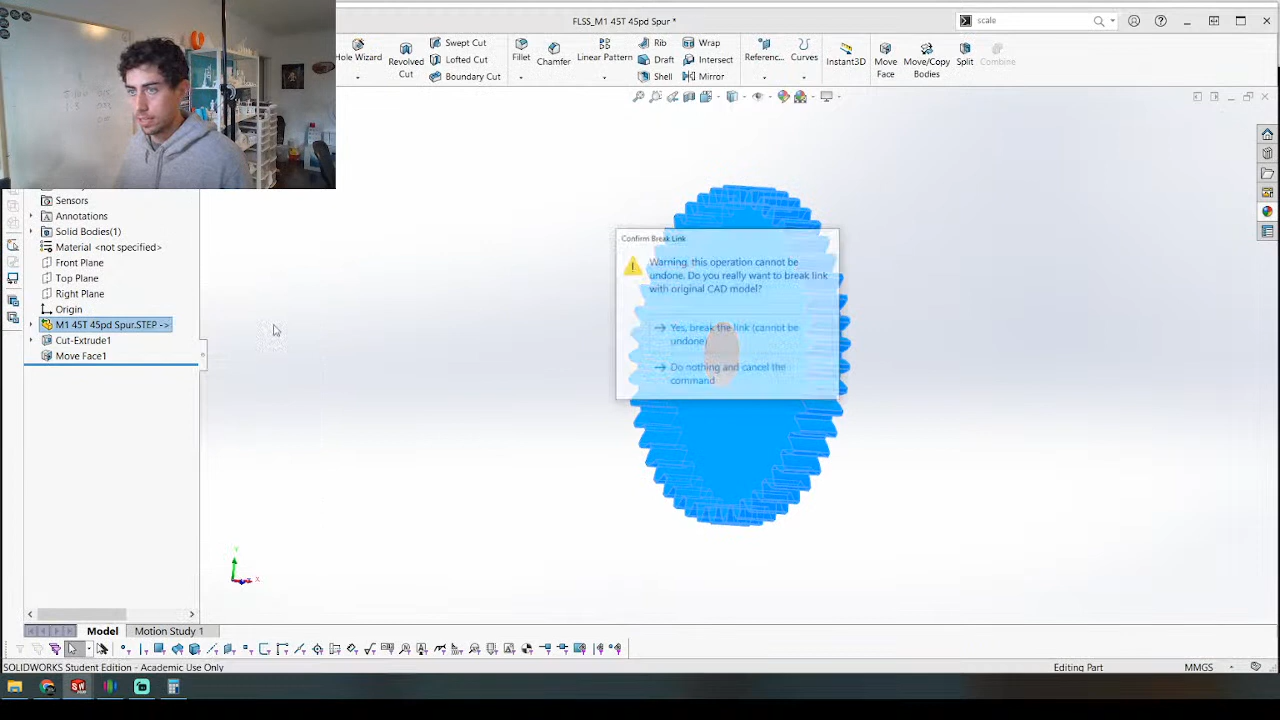 FLSS_M1 45T 45pd Spur *
scale
Hole Wizard
Revolved Cut
Swept Cut
Lofted Cut
Boundary Cut
Fillet
Chamfer
Linear Pattern
Rib
Draft
Shell
Wrap
Intersect
Mirror
Referenc...
Curves
Instant3D
Move Face
Move/Copy Bodies
Split
Combine
Sensors
Annotations
Solid Bodies(1)
Material <not specified>
Front Plane
Top Plane
Right Plane
Origin
M1 45T 45pd Spur.STEP ->
Cut-Extrude1
Move Face1
Confirm Break Link
Warning, this operation cannot be
undone. Do you really want to break link
with original CAD model?
Yes, break the link (cannot be
undone)
Do nothing and cancel the
command
Y
X
Model
Motion Study 1
SOLIDWORKS Student Edition - Academic Use Only
Editing Part
MMGS